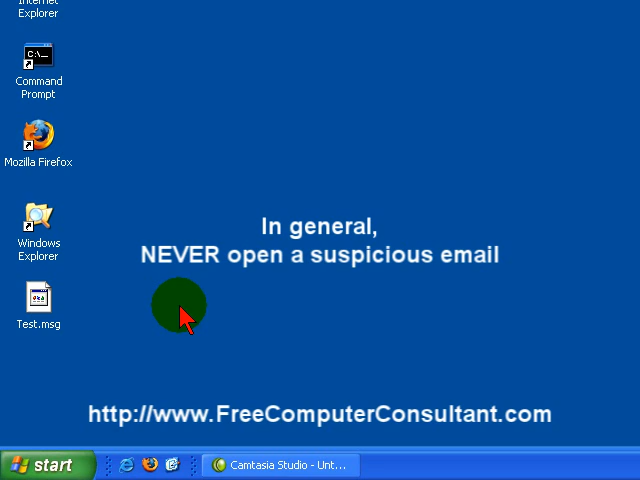 Internet
Explorer
C:\_
Command
Prompt
Mozilla Firefox
Windows
Explorer
Test.msg
In general,
NEVER open a suspicious email
http://www.FreeComputerConsultant.com
start
Camtasia Studio - Unt...